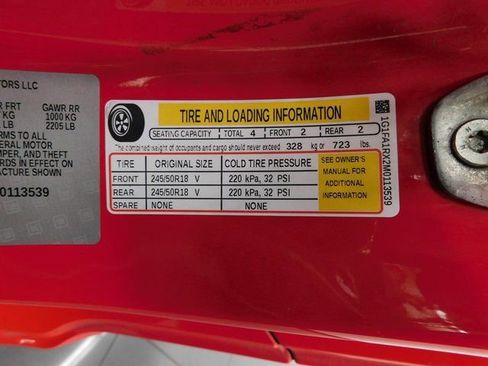 TORS LLC
R FRT GAWR RR
KG 1000 KG
LB 2205 LB
RMS TO ALL
ERAL MOTOR
MPER, AND THEFT
RDS IN EFFECT ON
FACTURE SHOWN
0113539
TIRE AND LOADING INFORMATION
SEATING CAPACITY TOTAL 4 FRONT 2 REAR 2
The combined weight of occupants and cargo should never exceed 328 kg or 723 lbs.
TIRE ORIGINAL SIZE COLD TIRE PRESSURE
FRONT 245/50R18 V 220 kPa, 32 PSI
REAR 245/50R18 V 220 kPa, 32 PSI
SPARE NONE NONE
SEE OWNER'S
MANUAL FOR
ADDITIONAL
INFORMATION
1G1FA1RX2M0113539